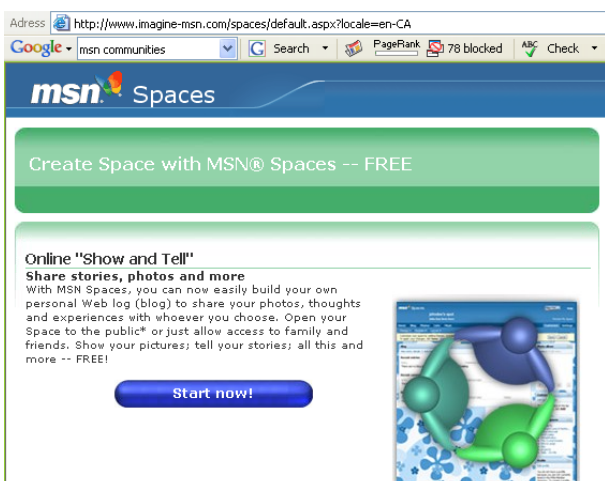 Adress http://www.imagine-msn.com/spaces/default.aspx?locale=en-CA
Google msn communities G Search PageRank 78 blocked ABC Check
msn Spaces
Create Space with MSN® Spaces -- FREE
Online "Show and Tell"
Share stories, photos and more
With MSN Spaces, you can now easily build your own
personal Web log (blog) to share your photos, thoughts
and experiences with whoever you choose. Open your
Space to the public* or just allow access to family and
friends. Show your pictures; tell your stories; all this and
more -- FREE!
Start now!